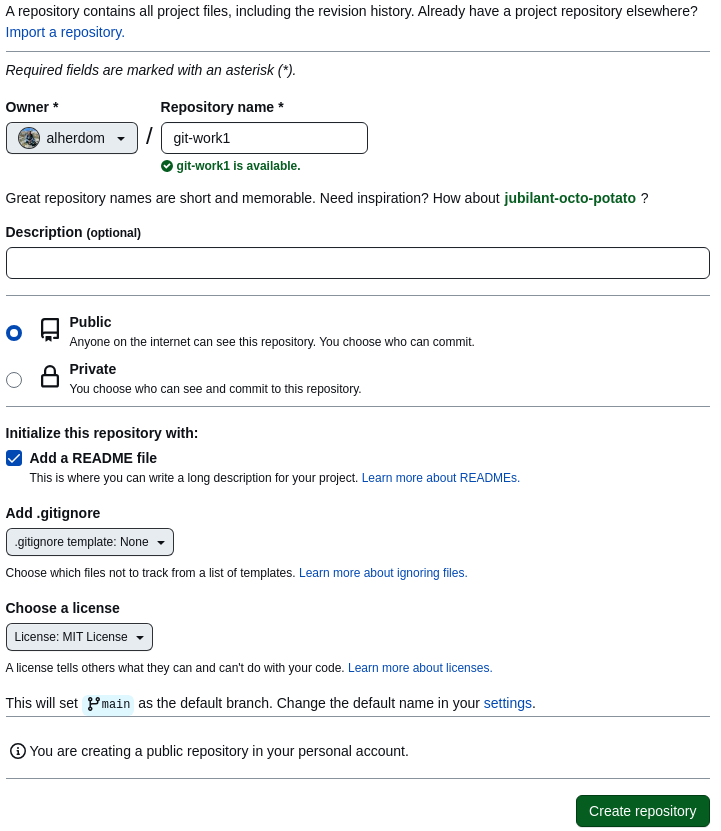 A repository contains all project files, including the revision history. Already have a project repository elsewhere?
Import a repository.
Required fields are marked with an asterisk (*).
Owner * Repository name *
alherdom / git-work1
git-work1 is available.
Great repository names are short and memorable. Need inspiration? How about jubilant-octo-potato ?
Description (optional)
Public
Anyone on the internet can see this repository. You choose who can commit.
Private
You choose who can see and commit to this repository.
Initialize this repository with:
Add a README file
This is where you can write a long description for your project. Learn more about READMEs.
Add .gitignore
.gitignore template: None
Choose which files not to track from a list of templates. Learn more about ignoring files.
Choose a license
License: MIT License
A license tells others what they can and can't do with your code. Learn more about licenses.
This will set main as the default branch. Change the default name in your settings.
You are creating a public repository in your personal account.
Create repository